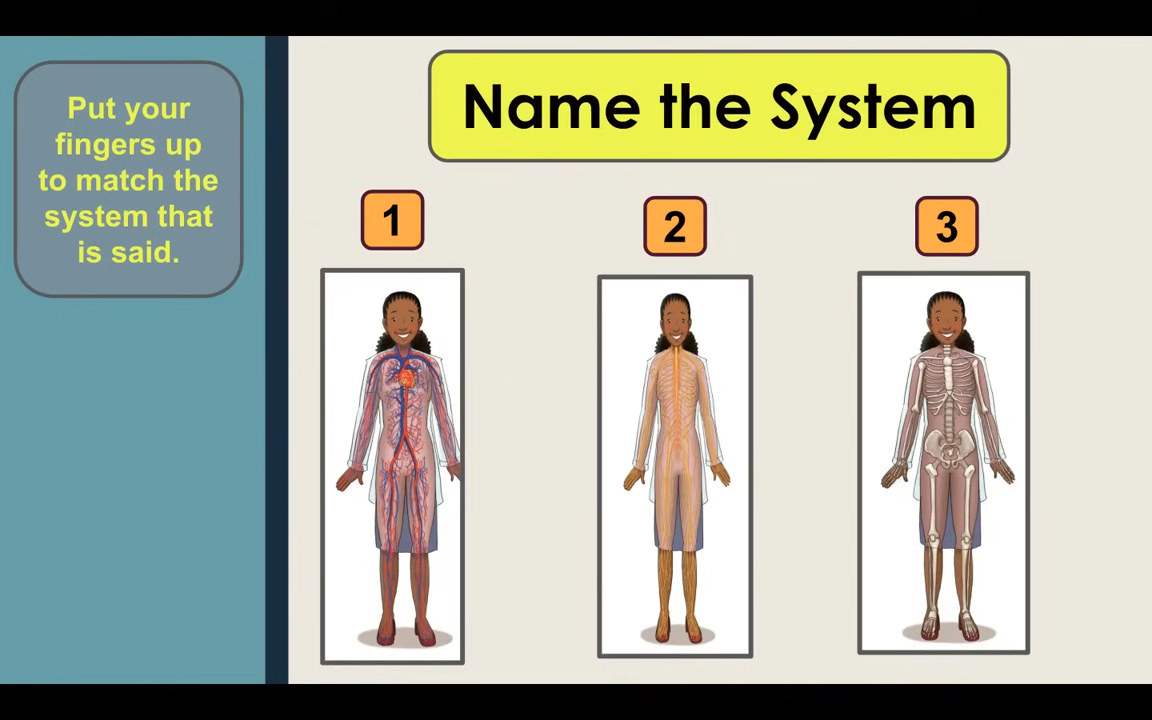 Put your
fingers up
to match the
system that
is said.
Name the System
1
2
3